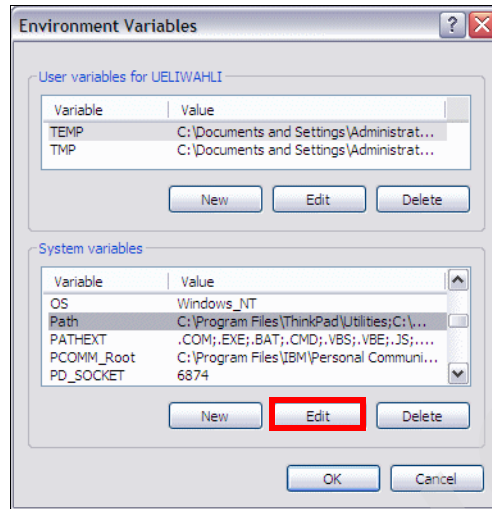 Environment Variables
User variables for UELIWAHLI
Variable Value
TEMP C:\Documents and Settings\Administrat...
TMP C:\Documents and Settings\Administrat...
New Edit Delete
System variables
Variable Value
OS Windows_NT
Path C:\Program Files\ThinkPad\Utilities;C:\...
PATHEXT .COM;.EXE;.BAT;.CMD;.VBS;.VBE;.JS;....
PCOMM_Root C:\Program Files\IBM\Personal Communi...
PD_SOCKET 6874
New Edit Delete
OK Cancel